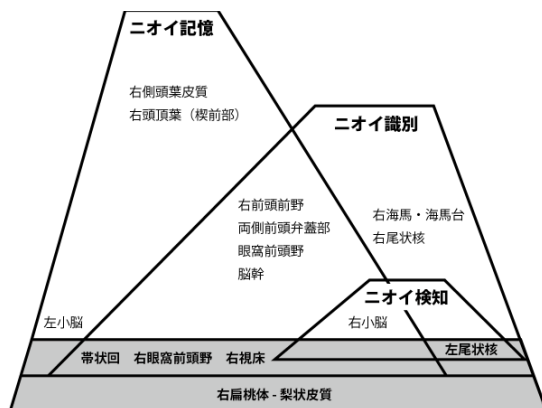 ニオイ記憶
右側頭葉皮質
右頭頂葉（楔前部）
ニオイ識別
右前頭前野
両側前頭弁蓋部
眼窩前頭野
脳幹
右海馬・海馬台
右尾状核
ニオイ検知
右小脳
左小脳
左尾状核
帯状回 右眼窩前頭野 右視床
右扁桃体 - 梨状皮質